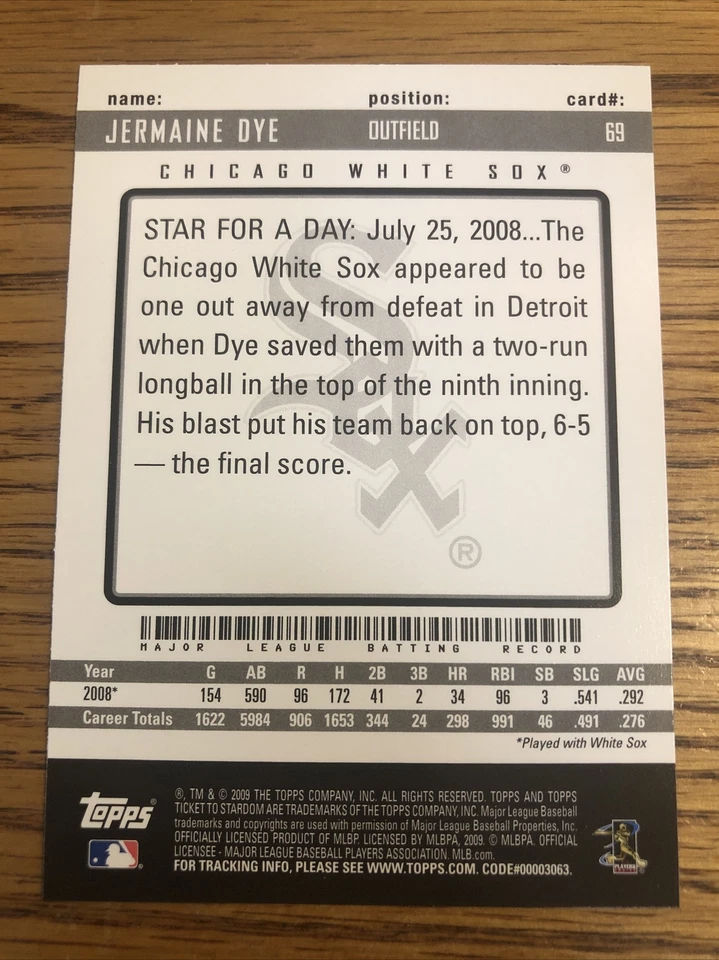 name: position: card#:
JERMAINE DYE OUTFIELD 69
CHICAGO WHITE SOX®
STAR FOR A DAY: July 25, 2008...The
Chicago White Sox appeared to be
one out away from defeat in Detroit
when Dye saved them with a two-run
longball in the top of the ninth inning.
His blast put his team back on top, 6-5
— the final score.
SOX
®
MAJOR LEAGUE BATTING RECORD
Year G AB R H 2B 3B HR RBI SB SLG AVG
2008* 154 590 96 172 41 2 34 96 3 .541 .292
Career Totals 1622 5984 906 1653 344 24 298 991 46 .491 .276
*Played with White Sox
Topps®
®, TM & © 2009 THE TOPPS COMPANY, INC. ALL RIGHTS RESERVED. TOPPS AND TOPPS
TICKET TO STARDOM ARE TRADEMARKS OF THE TOPPS COMPANY, INC. Major League Baseball
trademarks and copyrights are used with permission of Major League Baseball Properties, Inc.
OFFICIALLY LICENSED PRODUCT OF MLBP. LICENSED BY MLBPA, 2009. © MLBPA. OFFICIAL
LICENSEE - MAJOR LEAGUE BASEBALL PLAYERS ASSOCIATION. MLB.com.
FOR TRACKING INFO, PLEASE SEE WWW.TOPPS.COM. CODE#00003063.